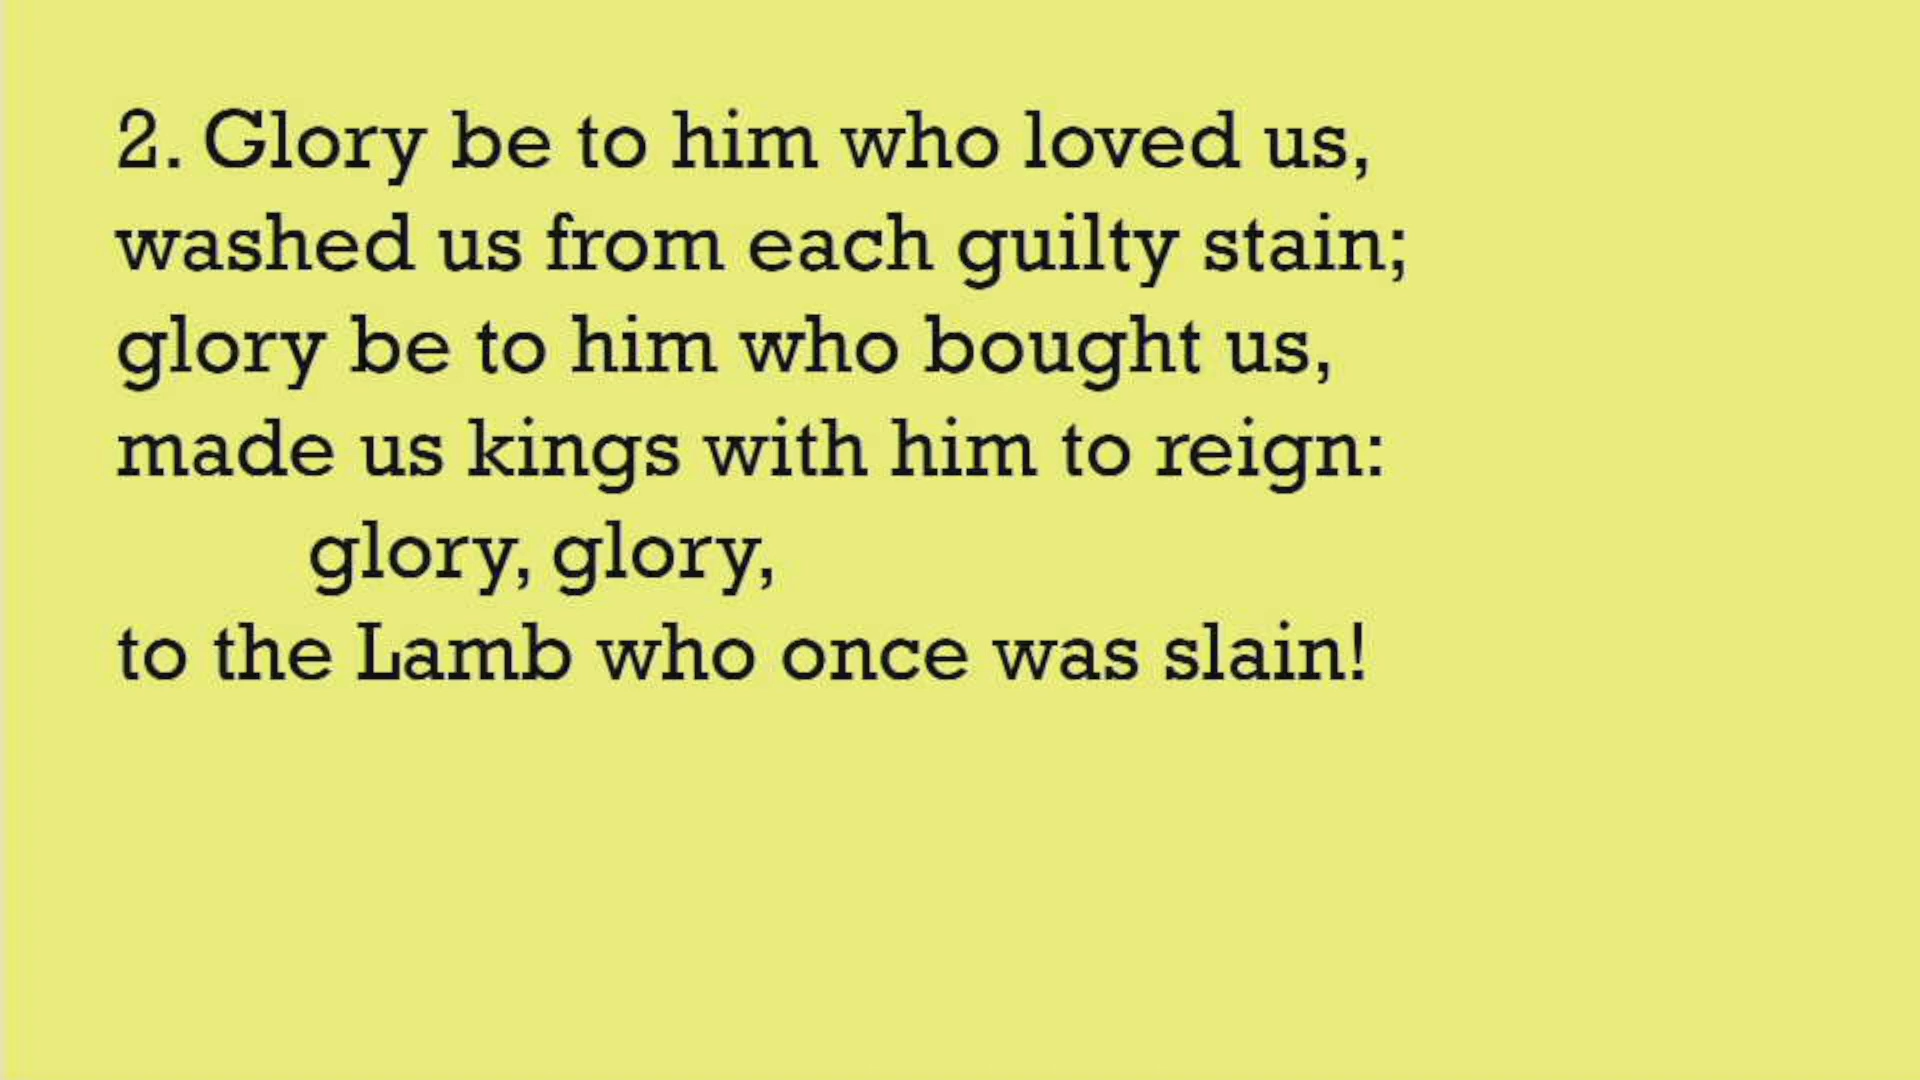 2. Glory be to him who loved us,
washed us from each guilty stain;
glory be to him who bought us,
made us kings with him to reign:
glory, glory,
to the Lamb who once was slain!